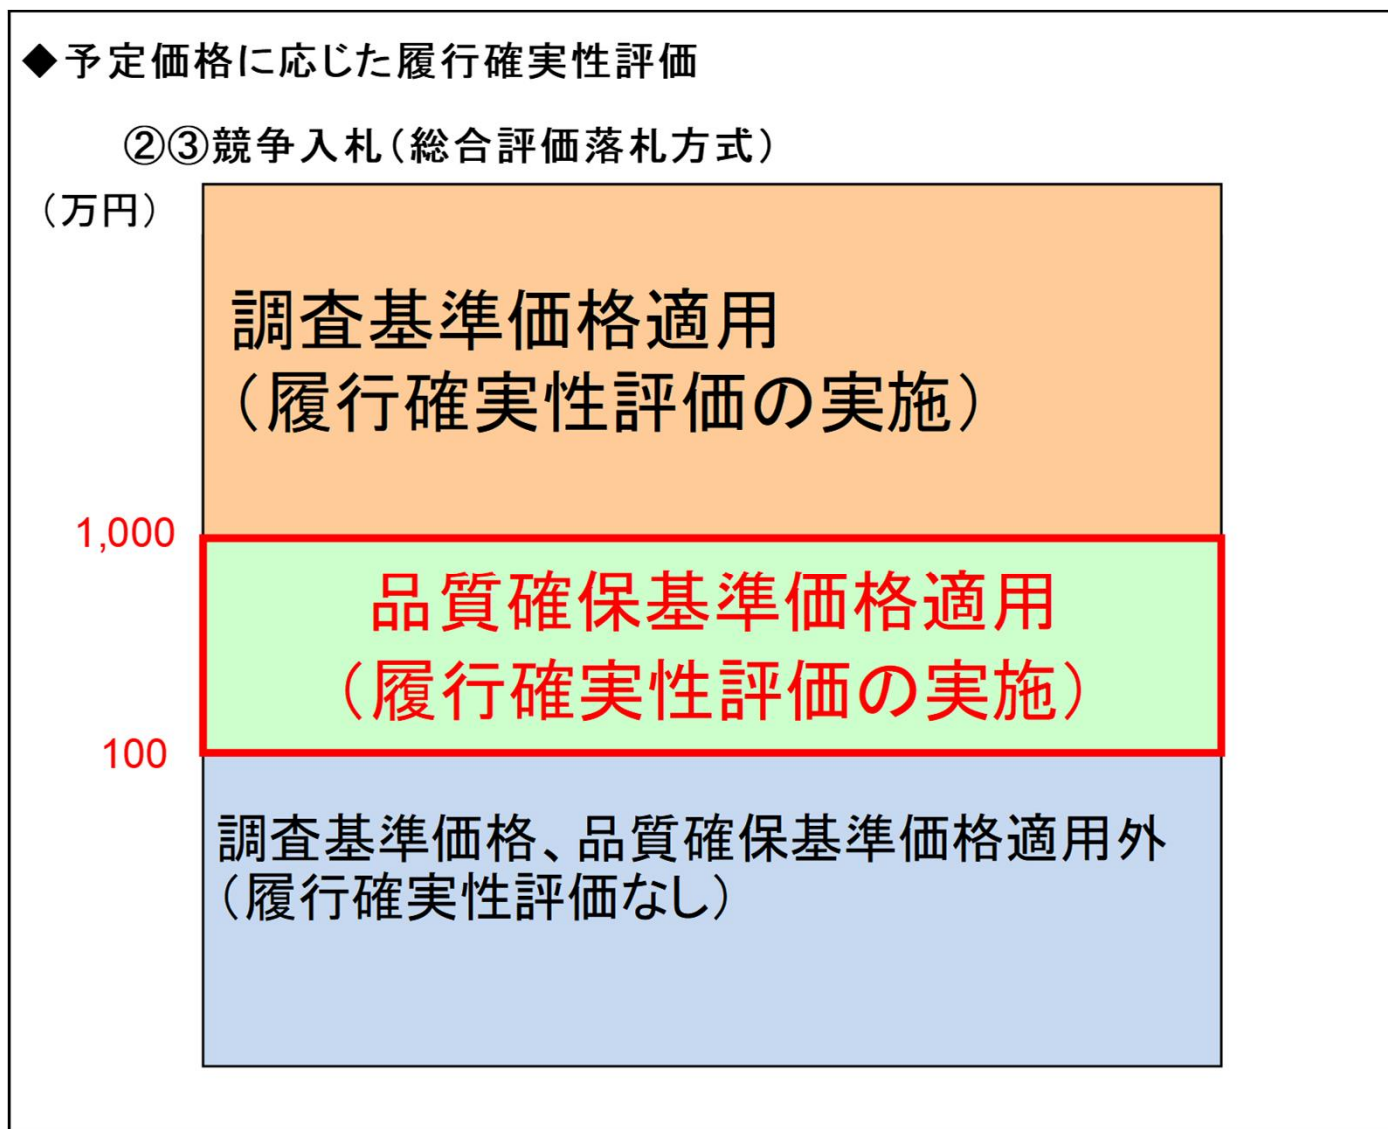 ◆予定価格に応じた履行確実性評価
②③競争入札（総合評価落札方式）
（万円）
調査基準価格適用
（履行確実性評価の実施）
1,000
品質確保基準価格適用
（履行確実性評価の実施）
100
調査基準価格、品質確保基準価格適用外
（履行確実性評価なし）